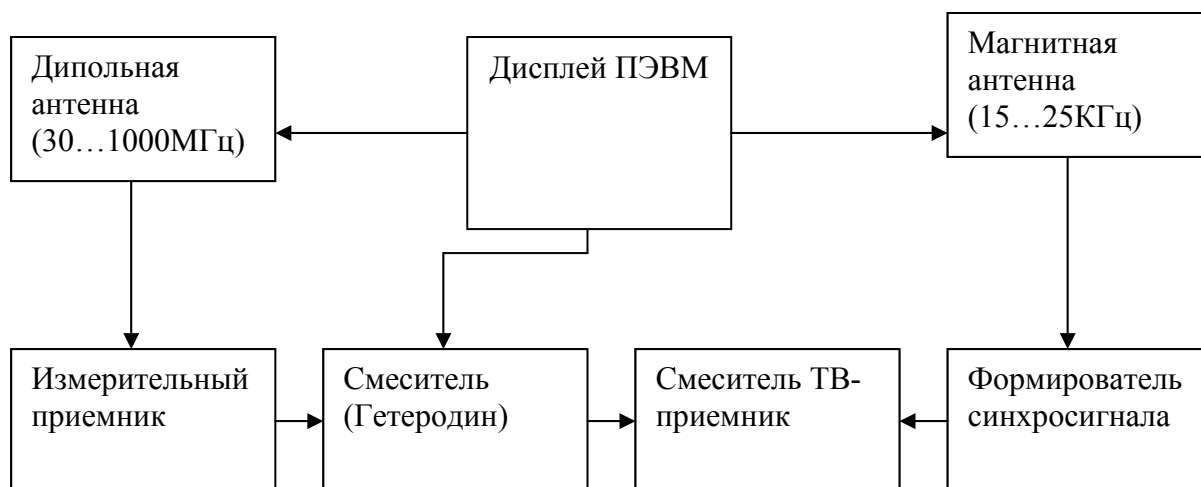 Дипольная
антенна
(30…1000МГц)
Дисплей ПЭВМ
Магнитная
антенна
(15…25КГц)
Измерительный
приемник
Смеситель
(Гетеродин)
Смеситель ТВ-
приемник
Формирователь
синхросигнала